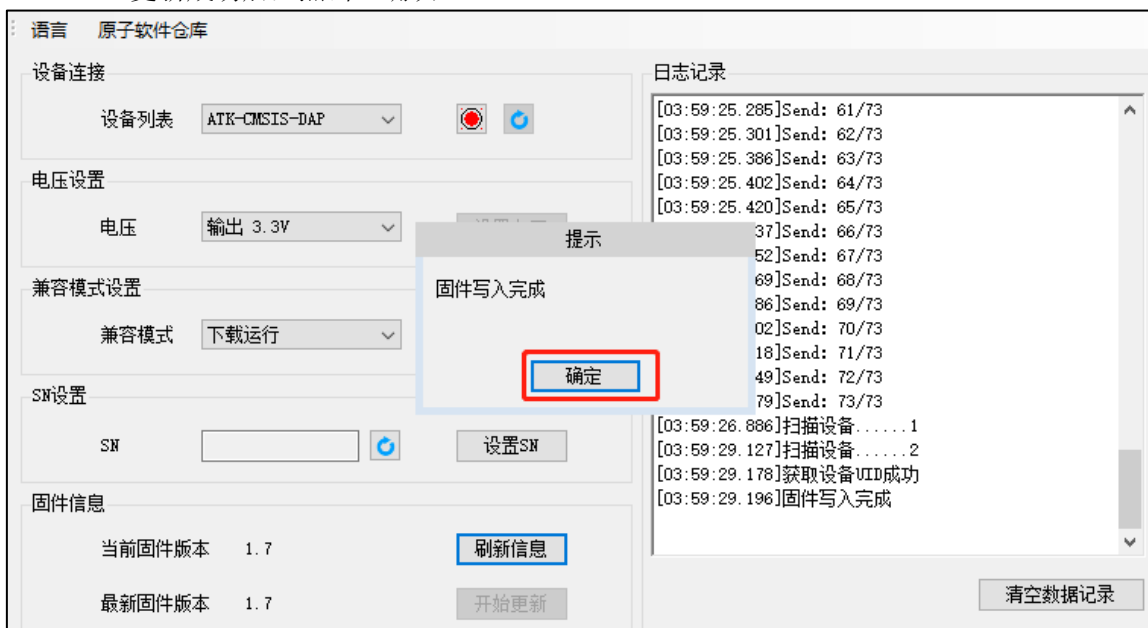 语言 原子软件仓库
设备连接
设备列表 ATK-CMSIS-DAP
电压设置
电压 输出 3.3V
兼容模式设置
兼容模式 下载运行
SN设置
SN 设置SN
固件信息
当前固件版本 1.7 刷新信息
最新固件版本 1.7 开始更新
提示
固件写入完成
确定
日志记录
[03:59:25.285]Send: 61/73
[03:59:25.301]Send: 62/73
[03:59:25.386]Send: 63/73
[03:59:25.402]Send: 64/73
[03:59:25.420]Send: 65/73
37]Send: 66/73
52]Send: 67/73
69]Send: 68/73
86]Send: 69/73
02]Send: 70/73
18]Send: 71/73
49]Send: 72/73
79]Send: 73/73
[03:59:26.886]扫描设备......1
[03:59:29.127]扫描设备......2
[03:59:29.178]获取设备UID成功
[03:59:29.196]固件写入完成
清空数据记录